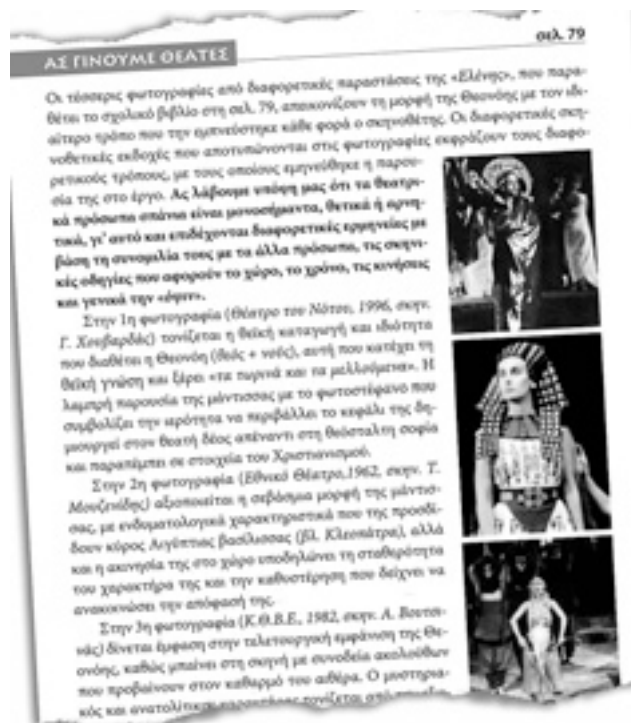 σελ. 79
ΑΣ ΓΙΝΟΥΜΕ ΘΕΑΤΕΣ
Οι τέσσερις φωτογραφίες από διαφορετικές παραστάσεις της «Ελένης», που παρα-
θέτει το σχολικό βιβλίο στη σελ. 79, απεικονίζουν τη μορφή της Θεονόης με τον ιδι-
αίτερο τρόπο που την εμπνεύστηκε κάθε φορά ο σκηνοθέτης. Οι διαφορετικές σκη-
νοθετικές εκδοχές που αποτυπώνονται στις φωτογραφίες εκφράζουν τους διαφο-
ρετικούς τρόπους, με τους οποίους ερμηνεύθηκε η παρου-
σία της στο έργο. Ας λάβουμε υπόψη μας ότι τα θεατρι-
κά πρόσωπα σπάνια είναι μονοσήμαντα, θετικά ή αρνη-
τικά, γι' αυτό και επιδέχονται διαφορετικές ερμηνείες με
βάση τη συνομιλία τους με τα άλλα πρόσωπα, τις σκηνι-
κές οδηγίες που αφορούν το χώρο, το χρόνο, τις κινήσεις
και γενικά την «όψιν».
Στην 1η φωτογραφία (Θέατρο του Νότου, 1996, σκην.
Γ. Χουβαρδάς) τονίζεται η θεϊκή καταγωγή και ιδιότητα
που διαθέτει η Θεονόη (θεός + νούς), αυτή που κατέχει τη
θεϊκή γνώση και ξέρει «τα τωρινά και τα μελλούμενα». Η
λαμπρή παρουσία της μάντισσας με το φωτοστέφανο που
συμβολίζει την ιερότητα να περιβάλλει το κεφάλι της δη-
μιουργεί στον θεατή δέος απέναντι στη θεόσταλτη σοφία
και παραπέμπει σε στοιχεία του Χριστιανισμού.
Στην 2η φωτογραφία (Εθνικό Θέατρο,1962, σκην. Τ.
Μουζενίδης) αξιοποιείται η σεβάσμια μορφή της μάντισ-
σας, με ενδυματολογικά χαρακτηριστικά που της προσδί-
δουν κύρος Αιγύπτιας βασίλισσας (βλ. Κλεοπάτρα), αλλά
και η ακινησία της στο χώρο υποδηλώνει τη σταθερότητα
του χαρακτήρα της και την καθυστέρηση που δείχνει να
ανακοινώσει την απόφασή της.
Στην 3η φωτογραφία (Κ.Θ.Β.Ε., 1982, σκην. Α. Βουτσι-
νάς) δίνεται έμφαση στην τελετουργική εμφάνιση της Θε-
ονόης, καθώς μπαίνει στη σκηνή με συνοδεία ακολούθων
που προβαίνουν στον καθαρμό του αιθέρα. Ο μυστηρια-
κός και ανατολίτικος χαρακτήρας τονίζεται από